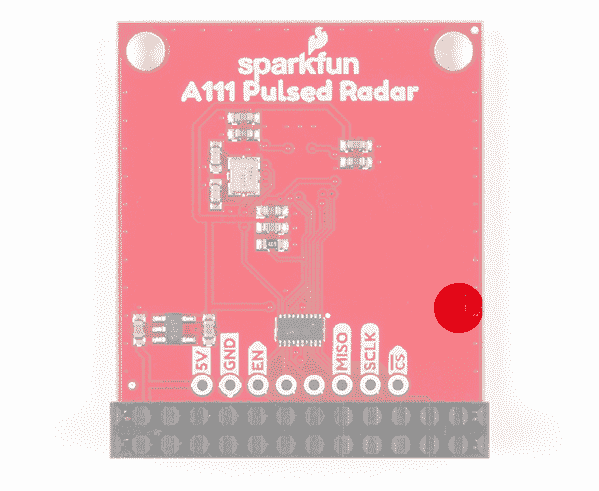 sparkfun
A111 Pulsed Radar
5V
GND
EN
MISO
SCLK
CS